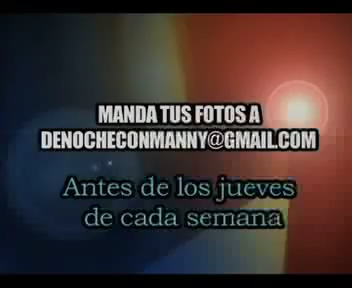 MANDA TUS FOTOS A
DENOCHECONMANNY@GMAIL.COM
Antes de los jueves
de cada semana